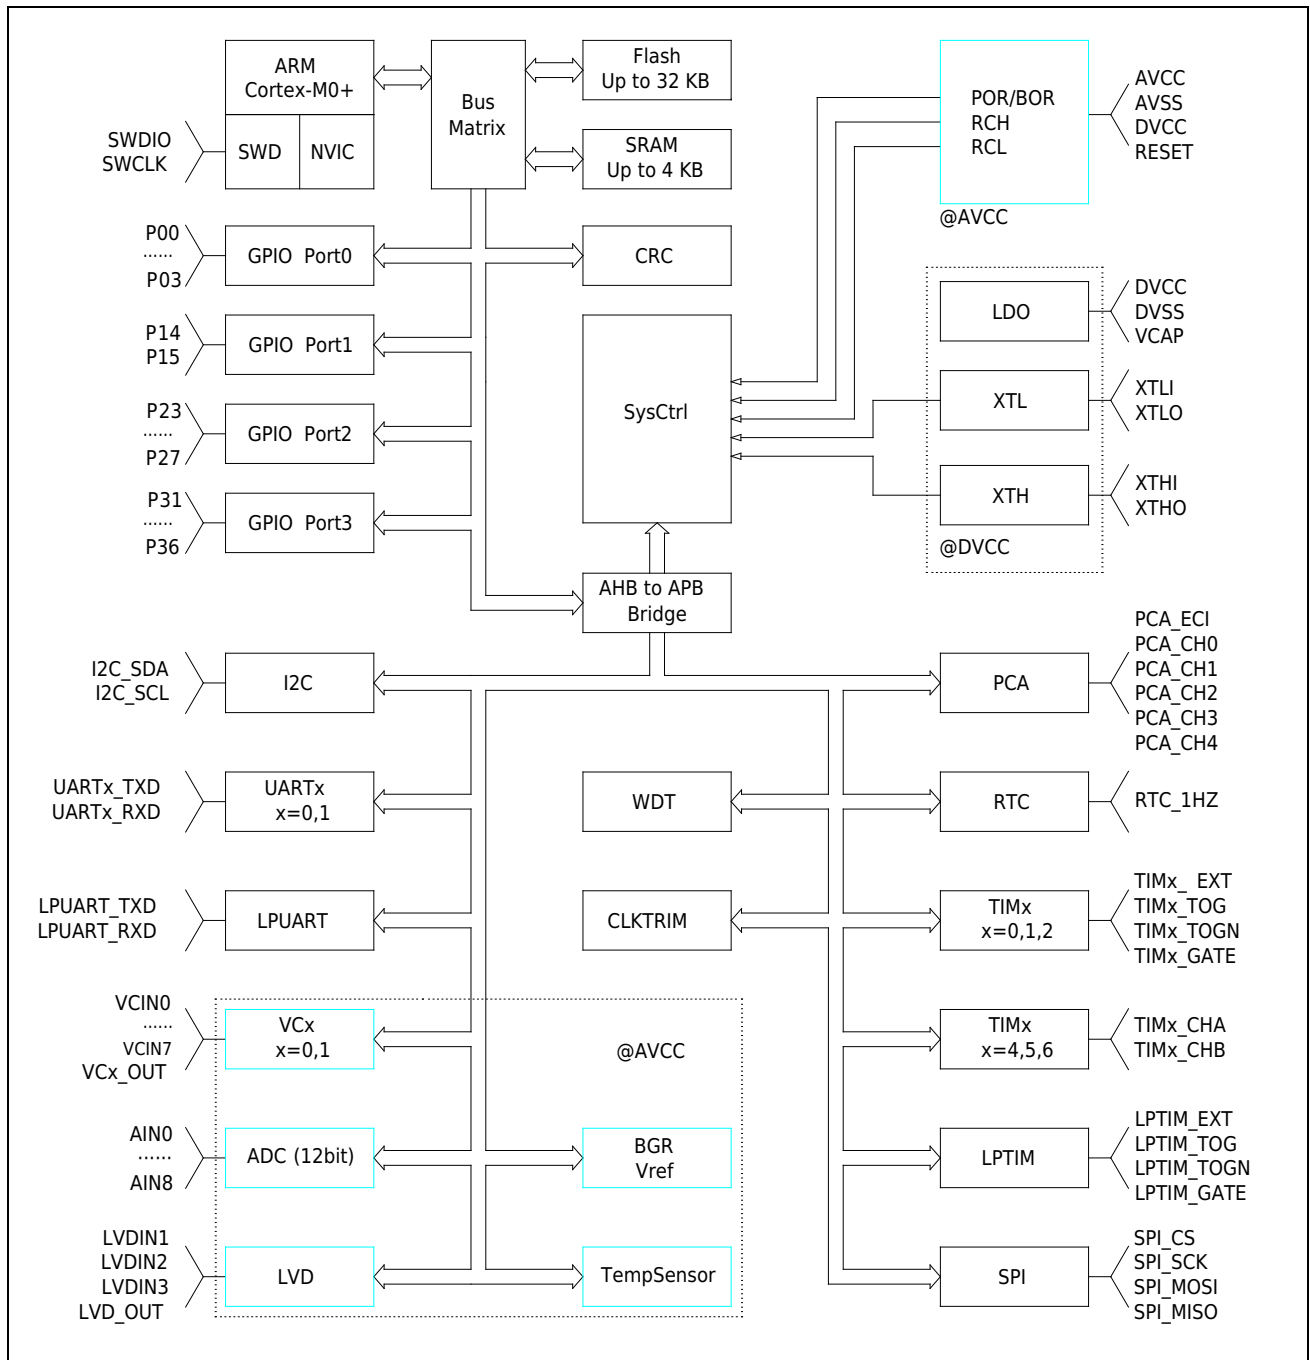 ARM
Cortex-M0+
SWD
NVIC
SWDIO
SWCLK
Bus
Matrix
Flash
Up to 32 KB
SRAM
Up to 4 KB
POR/BOR
RCH
RCL
@AVCC
AVCC
AVSS
DVCC
RESET
P00
......
P03
GPIO Port0
CRC
P14
P15
GPIO Port1
SysCtrl
LDO
DVCC
DVSS
VCAP
P23
......
P27
GPIO Port2
XTL
XTLI
XTLO
P31
......
P36
GPIO Port3
XTH
XTHI
XTHO
@DVCC
AHB to APB
Bridge
I2C_SDA
I2C_SCL
I2C
PCA
PCA_ECI
PCA_CH0
PCA_CH1
PCA_CH2
PCA_CH3
PCA_CH4
UARTx_TXD
UARTx_RXD
UARTx
x=0,1
WDT
RTC
RTC_1HZ
LPUART_TXD
LPUART_RXD
LPUART
CLKTRIM
TIMx
x=0,1,2
TIMx_ EXT
TIMx_TOG
TIMx_TOGN
TIMx_GATE
VCIN0
......
VCIN7
VCx_OUT
VCx
x=0,1
@AVCC
TIMx
x=4,5,6
TIMx_CHA
TIMx_CHB
AIN0
......
AIN8
ADC (12bit)
BGR
Vref
LPTIM
LPTIM_EXT
LPTIM_TOG
LPTIM_TOGN
LPTIM_GATE
LVDIN1
LVDIN2
LVDIN3
LVD_OUT
LVD
TempSensor
SPI
SPI_CS
SPI_SCK
SPI_MOSI
SPI_MISO